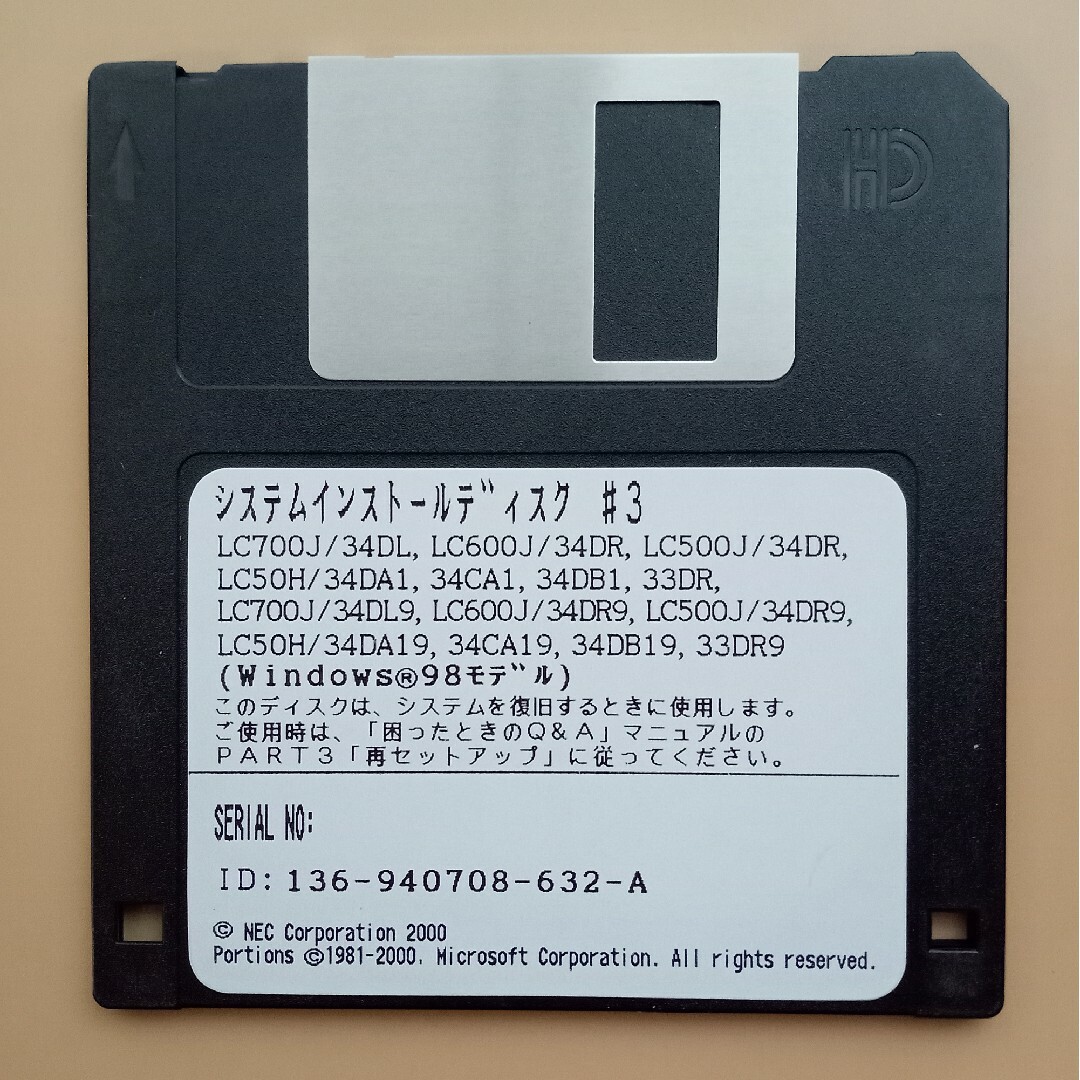 HD
システムインストールディスク #3
LC700J/34DL, LC600J/34DR, LC500J/34DR,
LC50H/34DA1, 34CA1, 34DB1, 33DR,
LC700J/34DL9, LC600J/34DR9, LC500J/34DR9,
LC50H/34DA19, 34CA19, 34DB19, 33DR9
(Windows®98モデル)
このディスクは、システムを復旧するときに使用します。
ご使用時は、「困ったときのQ&A」マニュアルの
PART3「再セットアップ」に従ってください。
SERIAL NO:
ID: 136-940708-632-A
© NEC Corporation 2000
Portions ©1981-2000, Microsoft Corporation. All rights reserved.